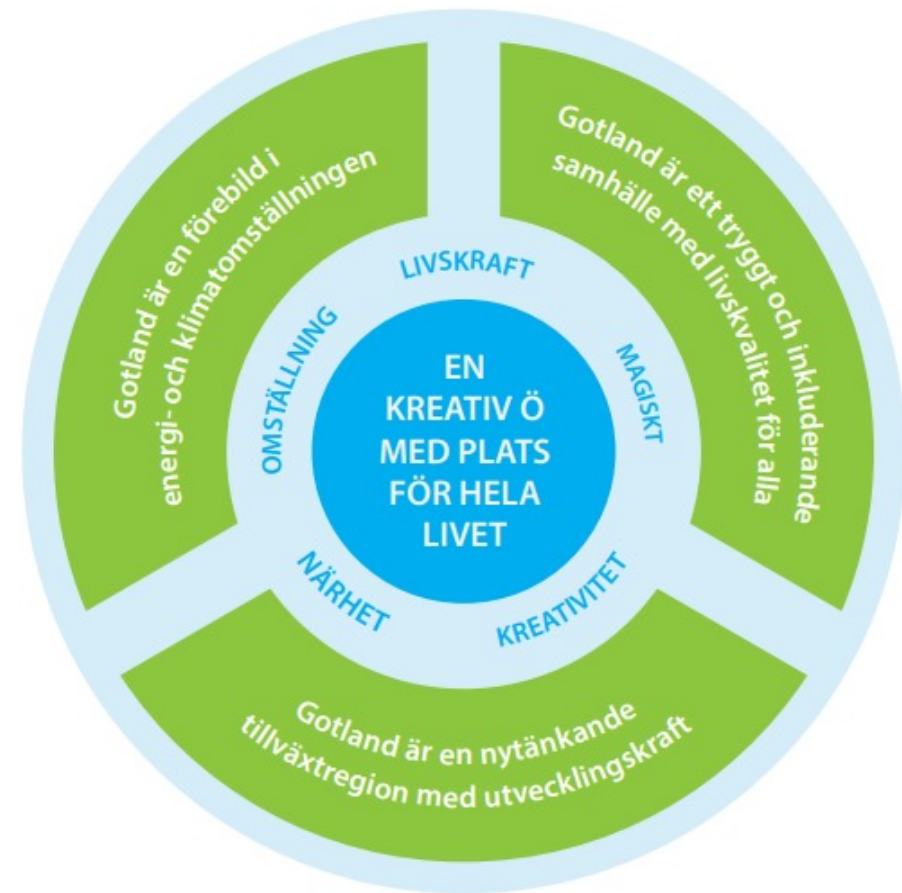 Gotland är en förebild i
energi- och klimatomställningen
Gotland är ett tryggt och inkluderande
samhälle med livskvalitet för alla
LIVSKRAFT
OMSTÄLLNING
MAGISKT
EN
KREATIV Ö
MED PLATS
FÖR HELA
LIVET
NÄRHET
KREATIVITET
Gotland är en nytänkande
tillväxtregion med utvecklingskraft